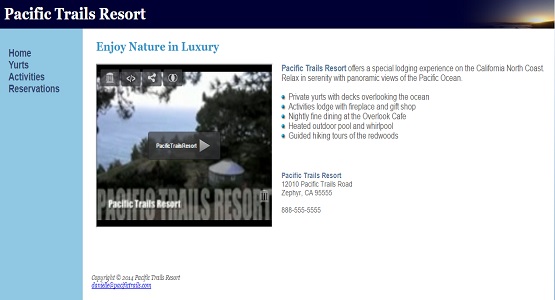 Pacific Trails Resort
Home
Yurts
Activities
Reservations
Enjoy Nature in Luxury
PacificTrailsResort
PACIFIC TRAILS RESORT
Pacific Trails Resort
Pacific Trails Resort offers a special lodging experience on the California North Coast.
Relax in serenity with panoramic views of the Pacific Ocean.
Private yurts with decks overlooking the ocean
Activities lodge with fireplace and gift shop
Nightly fine dining at the Overlook Cafe
Heated outdoor pool and whirlpool
Guided hiking tours of the redwoods
Pacific Trails Resort
12010 Pacific Trails Road
Zephyr, CA 95555
888-555-5555
Copyright © 2014 Pacific Trails Resort